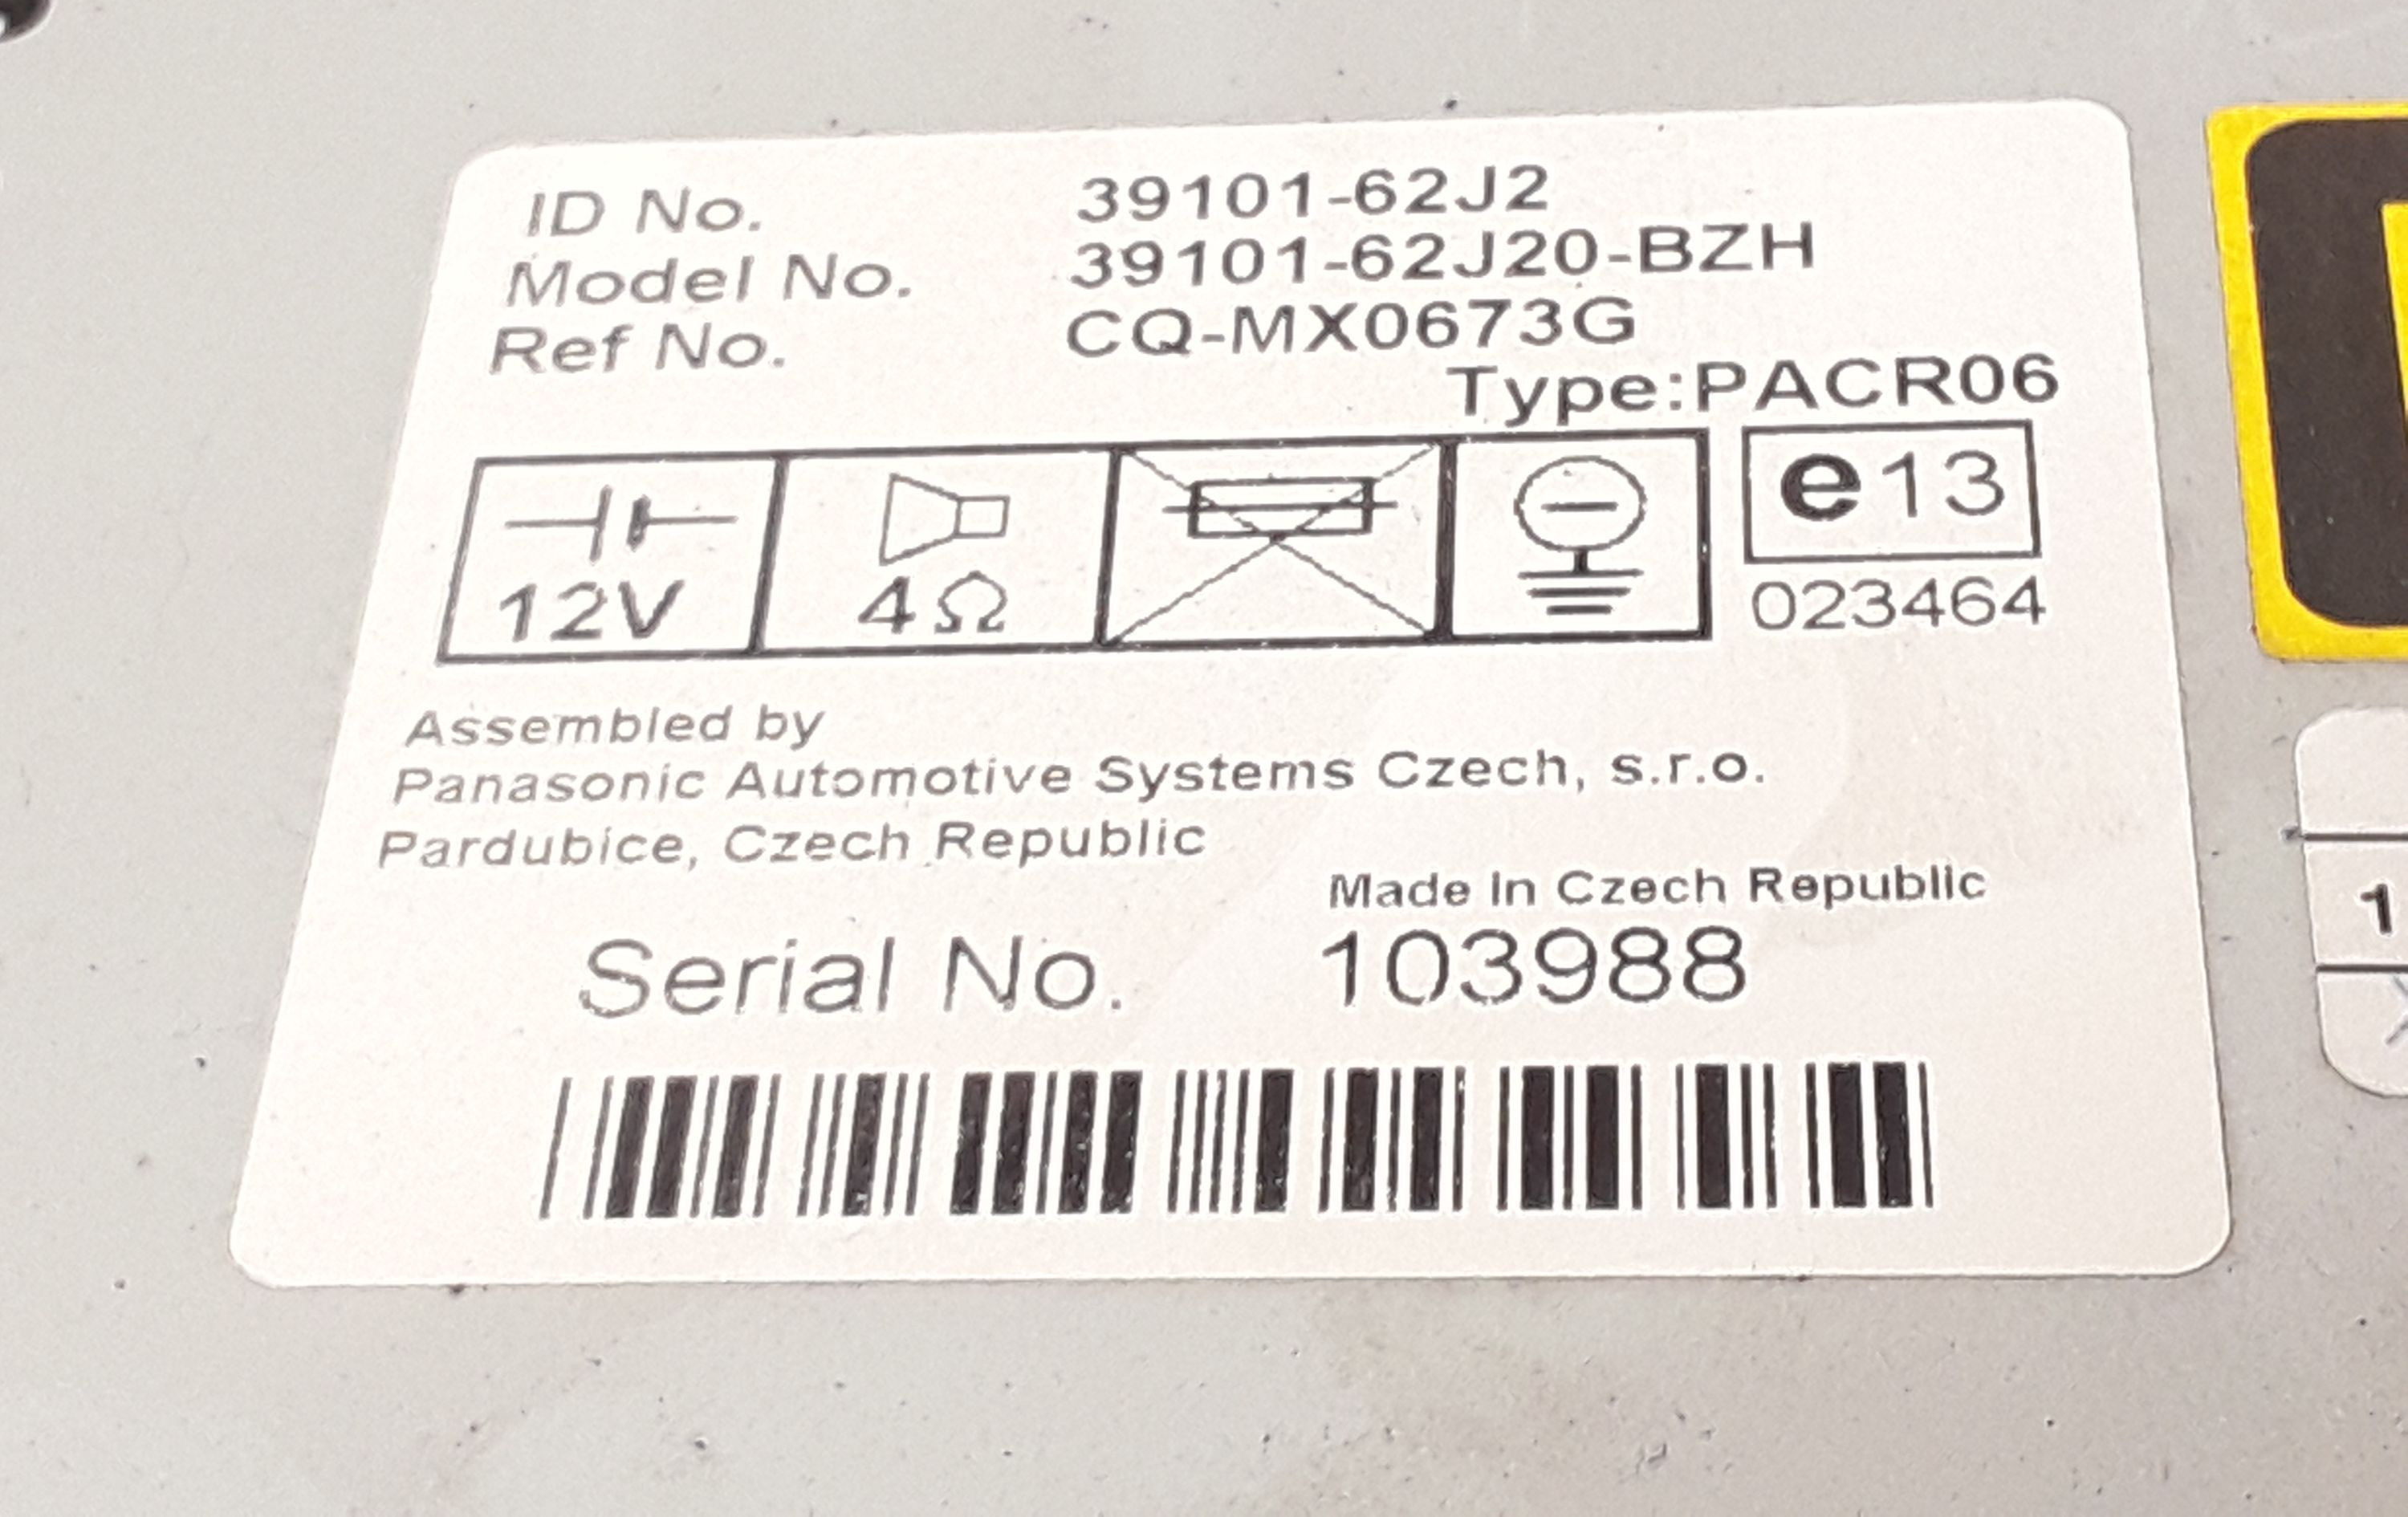 ID No. 39101-62J2
Model No. 39101-62J20-BZH
Ref No. CQ-MX0673G
Type:PACR06
e13
12V
4Ω
023464
Assembled by
Panasonic Automotive Systems Czech, s.r.o.
Pardubice, Czech Republic
Made In Czech Republic
Serial No. 103988
1